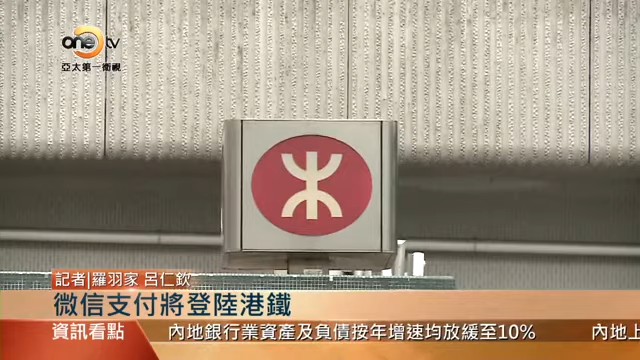 one tv
亞太第一衛視
記者|羅羽家 呂仁欽
微信支付將登陸港鐵
資訊看點
內地銀行業資產及負債按年增速均放緩至10%
內地上